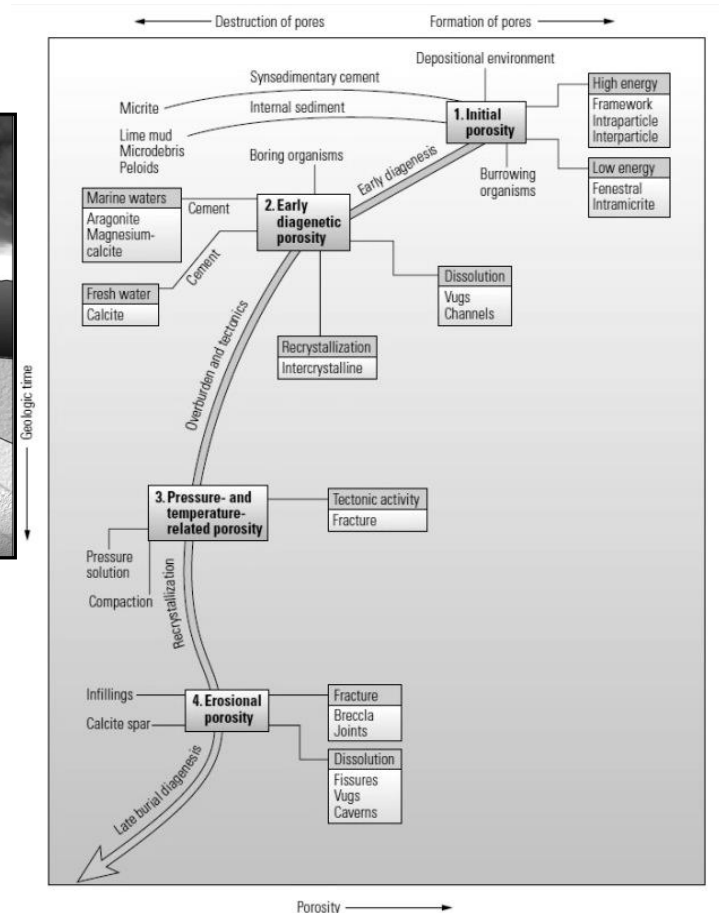 Destruction of pores
Formation of pores
Depositional environment
Synsedimentary cement
Micrite
Internal sediment
Lime mud
Microdebris
Peloids
1. Initial
porosity
High energy
Framework
Intraparticle
Interparticle
Low energy
Fenestral
Intramicrite
Burrowing
organisms
Early diagenesis
Boring organisms
Marine waters
Aragonite
Magnesium-
calcite
Cement
2. Early
diagenetic
porosity
Fresh water
Calcite
Cement
Dissolution
Vugs
Channels
Recrystallization
Intercrystalline
Overburden and tectonics
Geologic time
3. Pressure- and
temperature-
related porosity
Tectonic activity
Fracture
Pressure
solution
Compaction
Recrystallization
Infillings
Calcite spar
4. Erosional
porosity
Fracture
Breccla
Joints
Dissolution
Fissures
Vugs
Caverns
Late burial diagenesis
Porosity